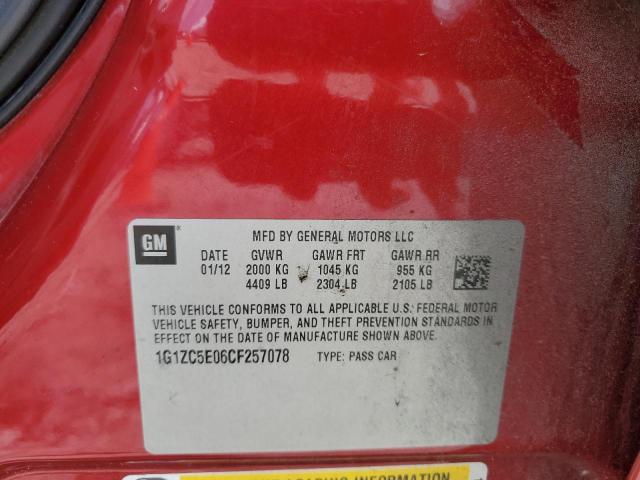 GM
MFD BY GENERAL MOTORS LLC
DATE GVWR GAWR FRT GAWR RR
01/12 2000 KG 1045 KG 955 KG
4409 LB 2304 LB 2105 LB
THIS VEHICLE CONFORMS TO ALL APPLICABLE U.S. FEDERAL MOTOR
VEHICLE SAFETY, BUMPER, AND THEFT PREVENTION STANDARDS IN
EFFECT ON THE DATE OF MANUFACTURE SHOWN ABOVE.
1G1ZC5E06CF257078 TYPE: PASS CAR
INFORMATION